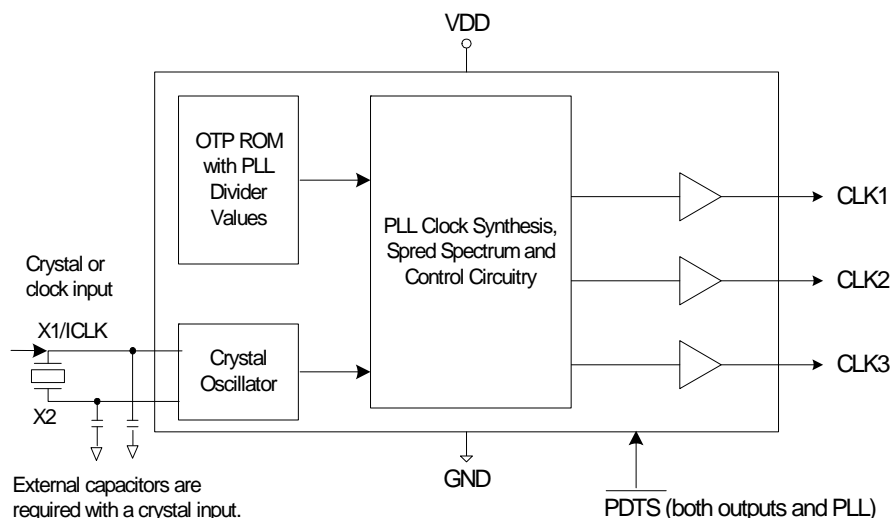 VDD
OTP ROM
with PLL
Divider
Values
PLL Clock Synthesis,
Spred Spectrum and
Control Circuitry
CLK1
CLK2
CLK3
Crystal or
clock input
X1/ICLK
Crystal
Oscillator
X2
GND
External capacitors are
required with a crystal input.
PDTS (both outputs and PLL)